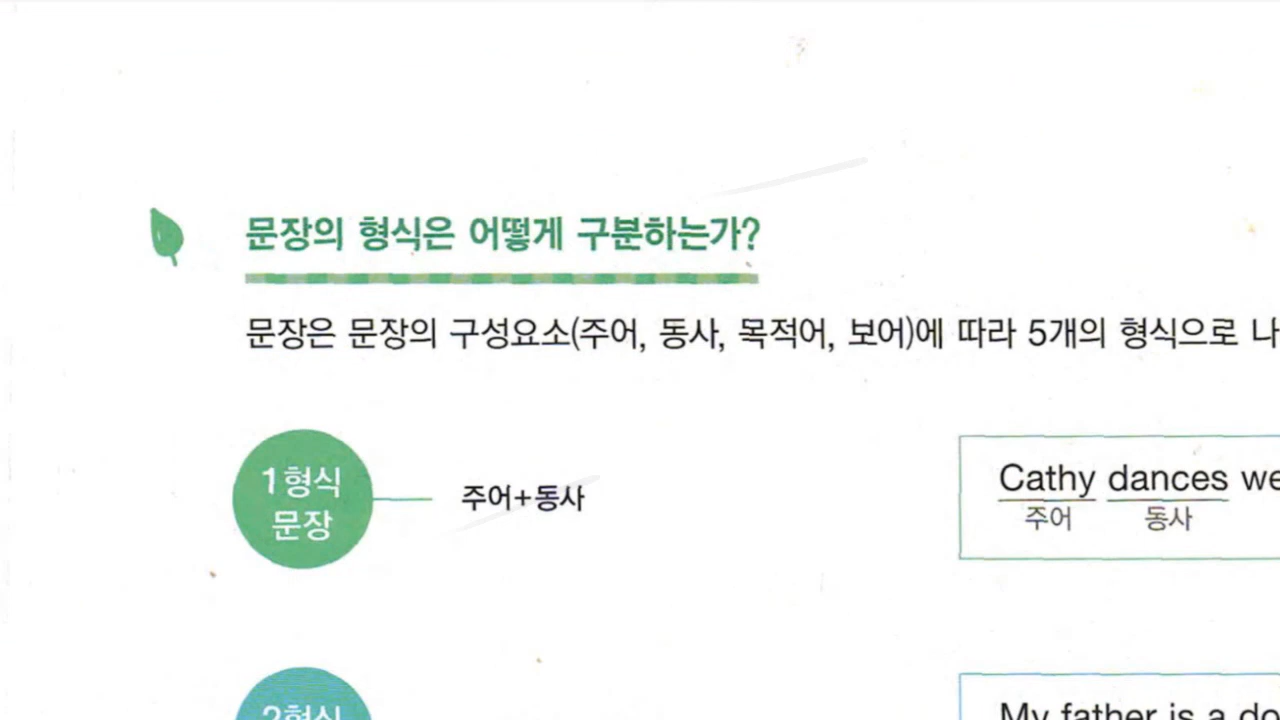 문장의 형식은 어떻게 구분하는가?
문장은 문장의 구성요소(주어, 동사, 목적어, 보어)에 따라 5개의 형식으로
1형식
문장
주어+동사
Cathy dances
주어 동사
2형식
My father is a